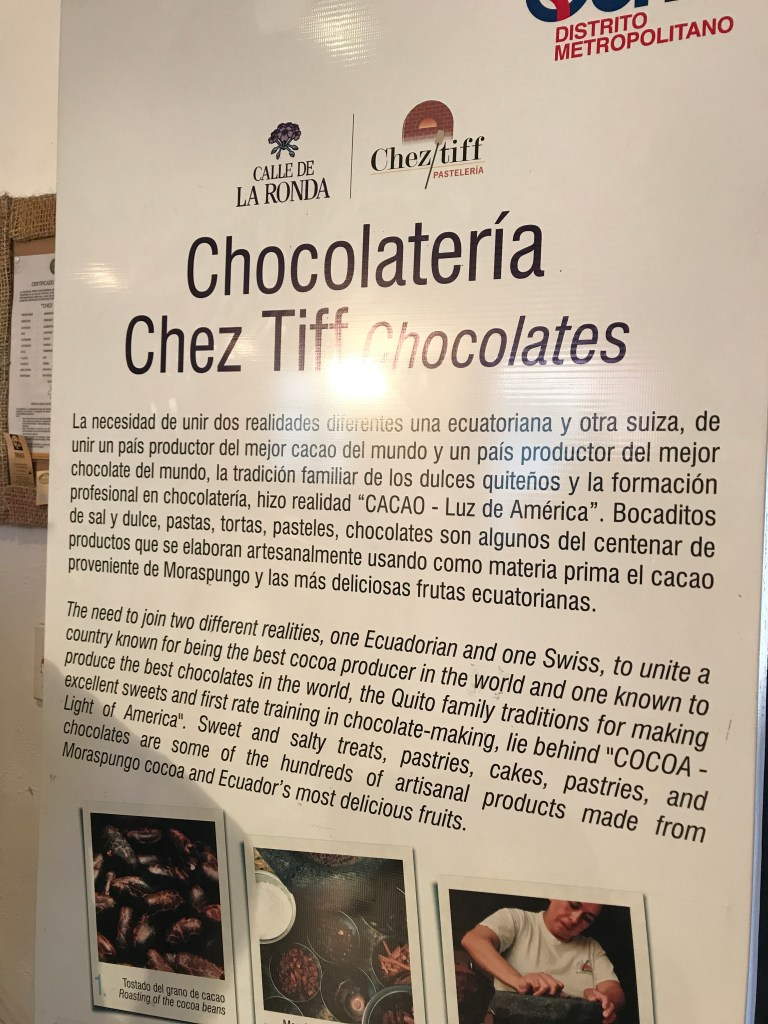 DISTRITO
METROPOLITANO
CALLE DE
LA RONDA
Chez tiff
PASTELERÍA
Chocolatería
Chez Tiff Chocolates
La necesidad de unir dos realidades diferentes una ecuatoriana y otra suiza, de
unir un país productor del mejor cacao del mundo y un país productor del mejor
chocolate del mundo, la tradición familiar de los dulces quiteños y la formación
profesional en chocolatería, hizo realidad “CACAO - Luz de América”. Bocaditos
de sal y dulce, pastas, tortas, pasteles, chocolates son algunos del centenar de
productos que se elaboran artesanalmente usando como materia prima el cacao
proveniente de Moraspungo y las más deliciosas frutas ecuatorianas.
The need to join two different realities, one Ecuadorian and one Swiss, to unite a
country known for being the best cocoa producer in the world and one known to
produce the best chocolates in the world, the Quito family traditions for making
excellent sweets and first rate training in chocolate-making, lie behind "COCOA -
Light of America". Sweet and salty treats, pastries, cakes, pastries, and
chocolates are some of the hundreds of artisanal products made from
Moraspungo cocoa and Ecuador's most delicious fruits.
1.
Tostado del grano de cacao
Roasting of the cocoa beans